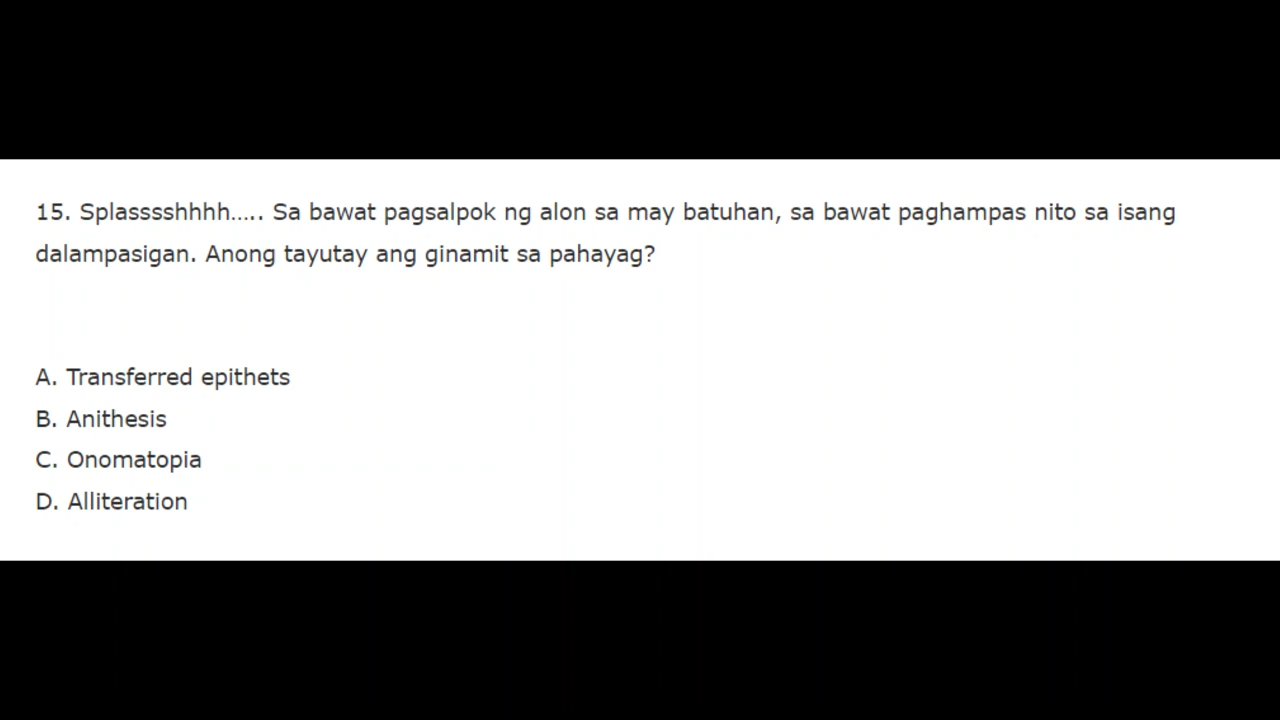 15. Splasssshhhh….. Sa bawat pagsalpok ng alon sa may batuhan, sa bawat paghampas nito sa isang
dalampasigan. Anong tayutay ang ginamit sa pahayag?
A. Transferred epithets
B. Anithesis
C. Onomatopia
D. Alliteration